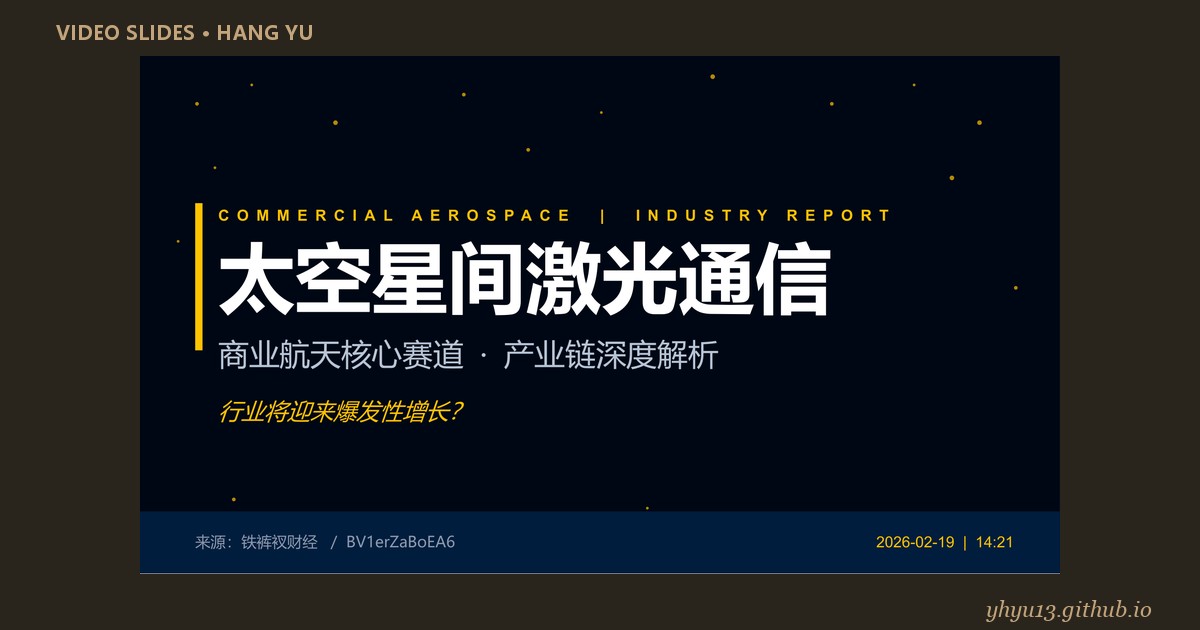 VIDEO SLIDES • HANG YU
COMMERCIAL AEROSPACE | INDUSTRY REPORT
太空星间激光通信
商业航天核心赛道 · 产业链深度解析
行业将迎来爆发性增长？
来源：铁裤衩财经 / BV1erZaBoEA6
2026-02-19 | 14:21
yhyu13.github.io